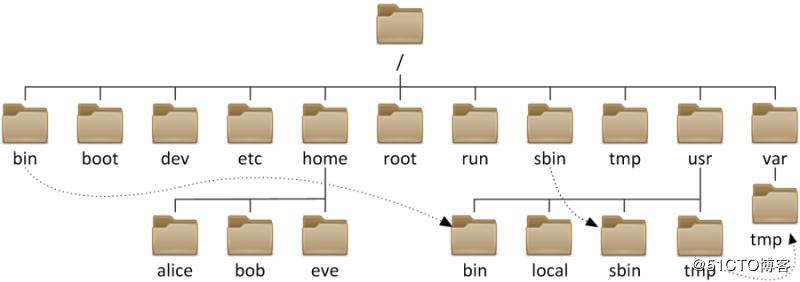 /
bin boot dev etc home root run sbin tmp usr var
tmp
alice bob eve bin local sbin tmp
@51CTO博客